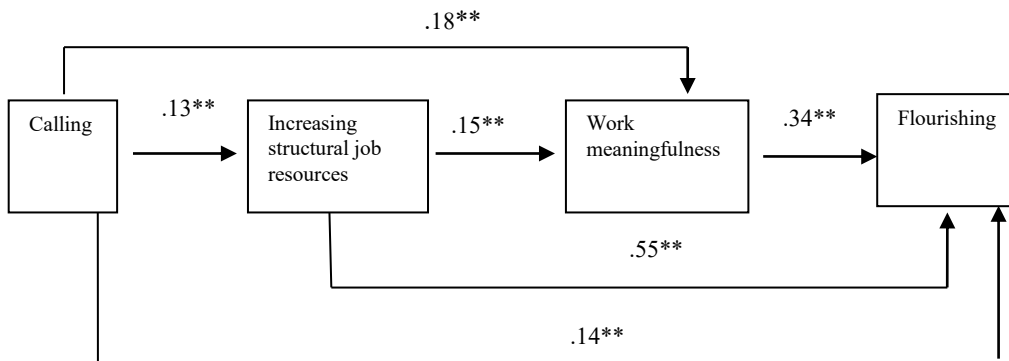 .18**
Calling
.13**
Increasing
structural job
resources
.15**
Work
meaningfulness
.34**
Flourishing
.55**
.14**